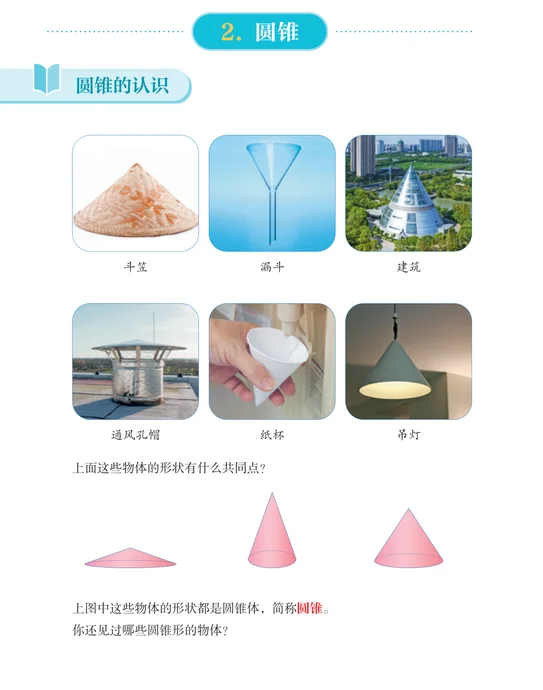 2. 圆锥
圆锥的认识
斗笠 漏斗 建筑
通风孔帽 纸杯 吊灯
上面这些物体的形状有什么共同点？
上图中这些物体的形状都是圆锥体，简称圆锥。
你还见过哪些圆锥形的物体？